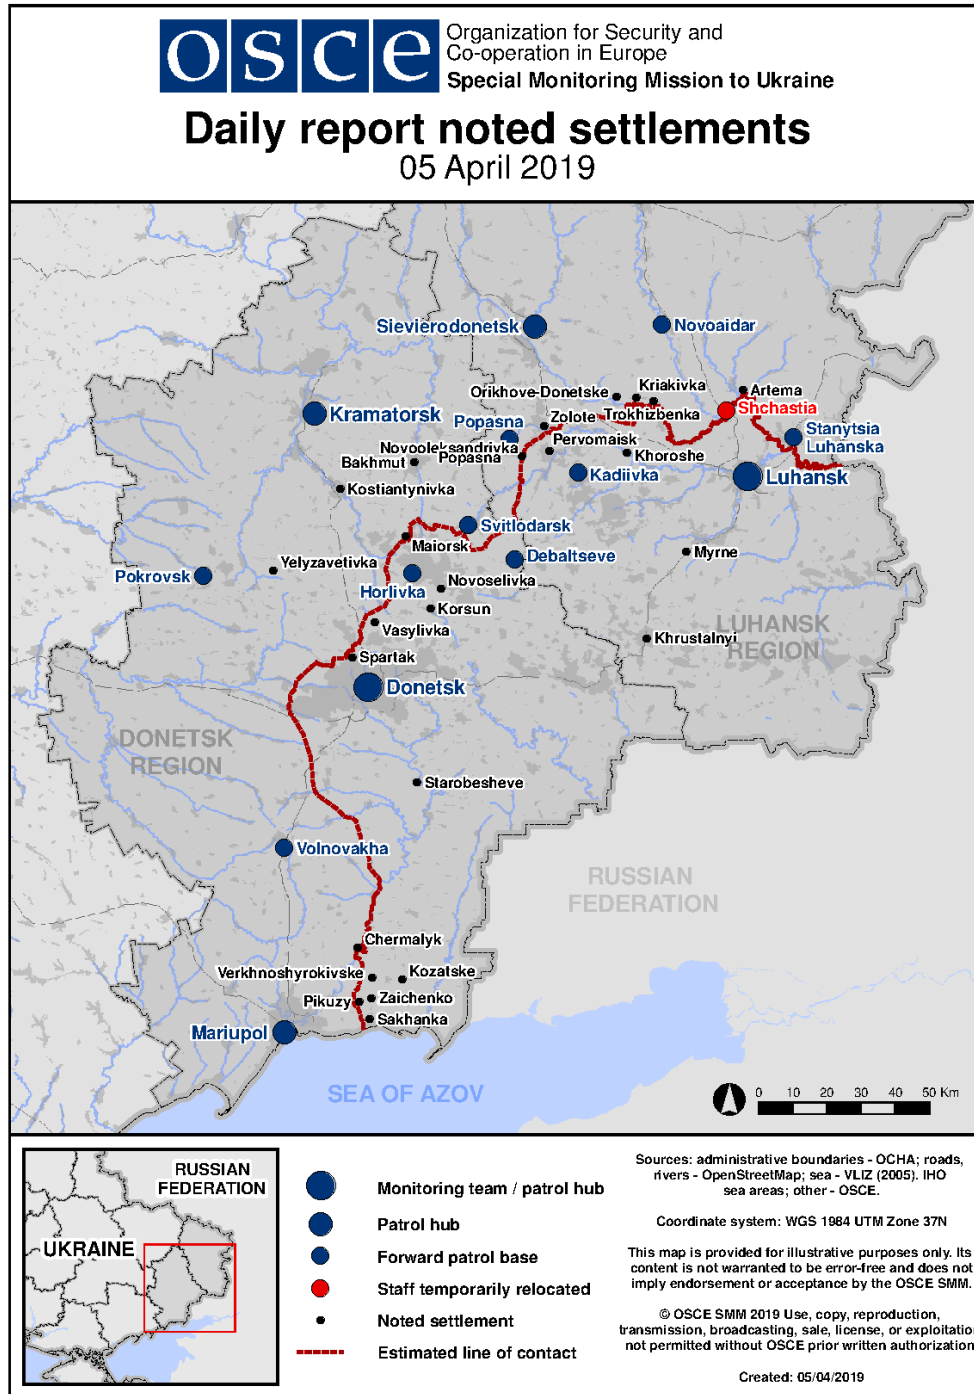 osce
Organization for Security and
Co-operation in Europe
Special Monitoring Mission to Ukraine
Daily report noted settlements
05 April 2019
Sievierodonetsk
Novoaidar
Kriakivka
Artema
Orikhove-Donetske
Shchastia
Kramatorsk
Popasna
Zolote
Trokhizbenka
Stanytsia
Luhanska
Pervomaisk
Novooleksandrivka
Popasna
Khoroshe
Bakhmut
Kadiivka
Luhansk
Kostiantynivka
Svitlodarsk
Maiorsk
Debaltseve
Myrne
Yelyzavetivka
Pokrovsk
Novoselivka
Horlivka
Korsun
Vasylivka
LUHANSK
REGION
Khrustalnyi
Spartak
Donetsk
DONETSK
REGION
Starobesheve
Volnovakha
RUSSIAN
FEDERATION
Chermalyk
Verkhnoshyrokivske
Kozatske
Pikuzy
Zaichenko
Sakhanka
Mariupol
SEA OF AZOV
0 10 20 30 40 50 Km
RUSSIAN
FEDERATION
UKRAINE
Monitoring team / patrol hub
Patrol hub
Forward patrol base
Staff temporarily relocated
Noted settlement
Estimated line of contact
Sources: administrative boundaries - OCHA; roads,
rivers - OpenStreetMap; sea - VLIZ (2005). IHO
sea areas; other - OSCE.
Coordinate system: WGS 1984 UTM Zone 37N
This map is provided for illustrative purposes only. Its
content is not warranted to be error-free and does not
imply endorsement or acceptance by the OSCE SMM.
© OSCE SMM 2019 Use, copy, reproduction,
transmission, broadcasting, sale, license, or exploitation
not permitted without OSCE prior written authorization
Created: 05/04/2019